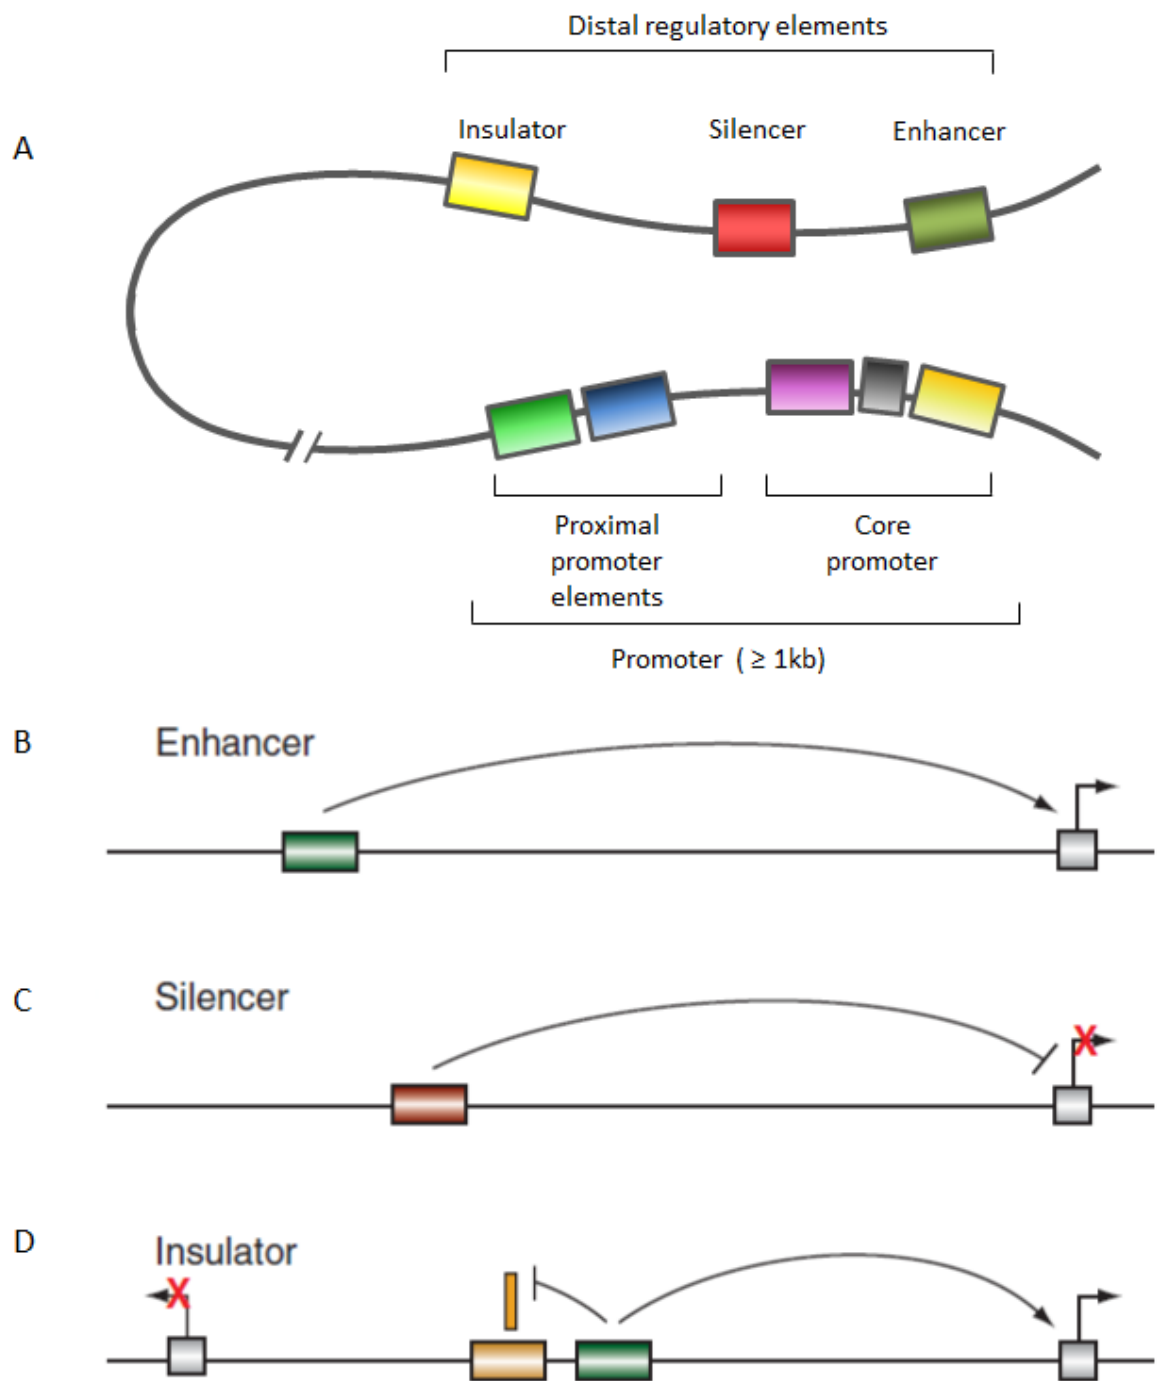 Distal regulatory elements
A
Insulator
Silencer
Enhancer
Proximal
promoter
elements
Core
promoter
Promoter ( ≥ 1kb)
B
Enhancer
C
Silencer
X
D
Insulator
X